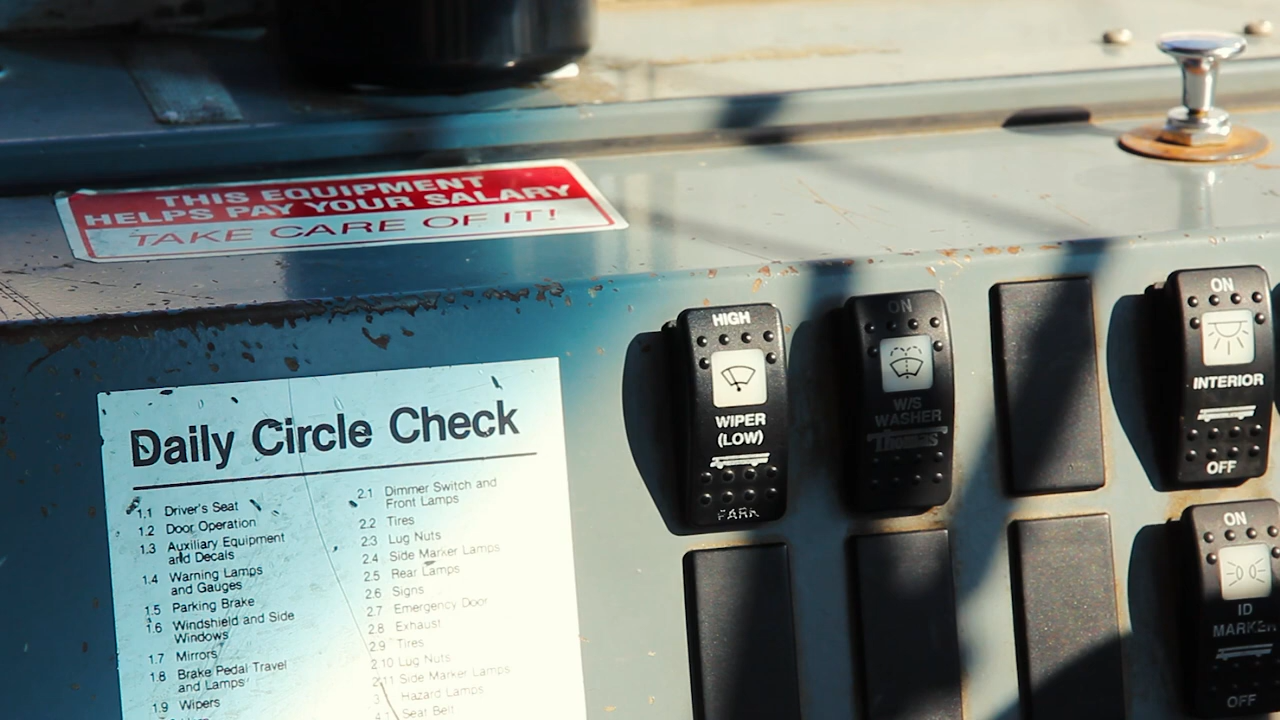 THIS EQUIPMENT
HELPS PAY YOUR SALARY
TAKE CARE OF IT!
HIGH
WIPER
(LOW)
PARK
ON
W/S
WASHER
Thomas
ON
INTERIOR
OFF
ON
ID
MARKER
OFF
Daily Circle Check
1.1 Driver's Seat
1.2 Door Operation
1.3 Auxiliary Equipment
and Decals
1.4 Warning Lamps
and Gauges
1.5 Parking Brake
1.6 Windshield and Side
Windows
1.7 Mirrors
1.8 Brake Pedal Travel
and Lamps
1.9 Wipers
2.1 Dimmer Switch and
Front Lamps
2.2 Tires
2.3 Lug Nuts
2.4 Side Marker Lamps
2.5 Rear Lamps
2.6 Signs
2.7 Emergency Door
2.8 Exhaust
2.9 Tires
2.10 Lug Nuts
2.11 Side Marker Lamps
Hazard Lamps
Seat Belt